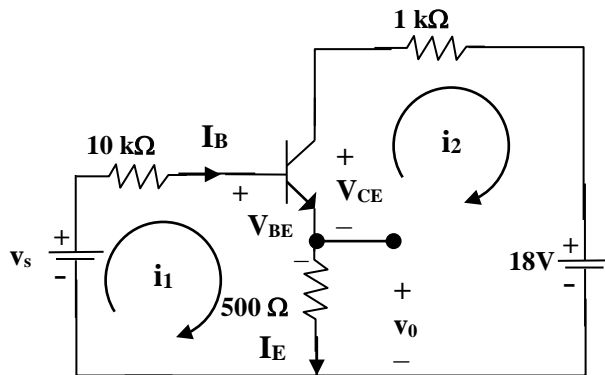 1 kΩ
10 kΩ
I_B
i₂
+
+
V_CE
V_BE
–
+
v_s
-
i₁
–
500 Ω
+
v₀
–
I_E
+
18V
-